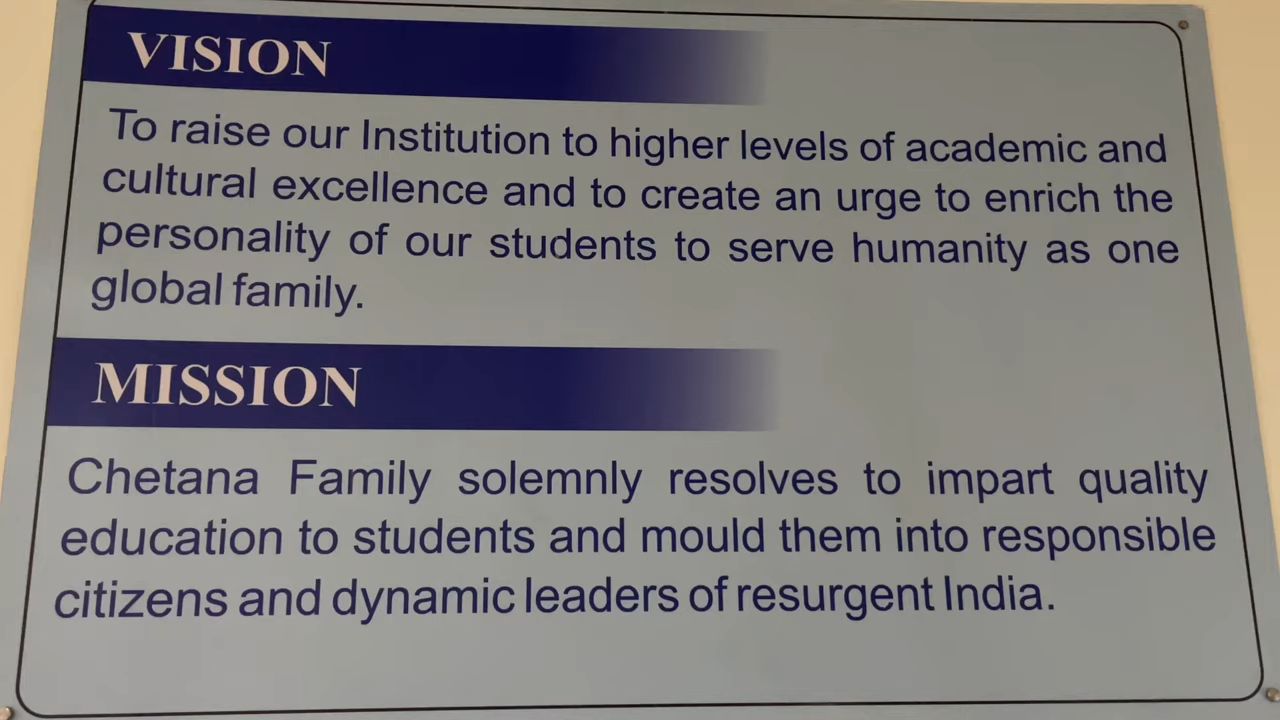 VISION
To raise our Institution to higher levels of academic and
cultural excellence and to create an urge to enrich the
personality of our students to serve humanity as one
global family.
MISSION
Chetana Family solemnly resolves to impart quality
education to students and mould them into responsible
citizens and dynamic leaders of resurgent India.